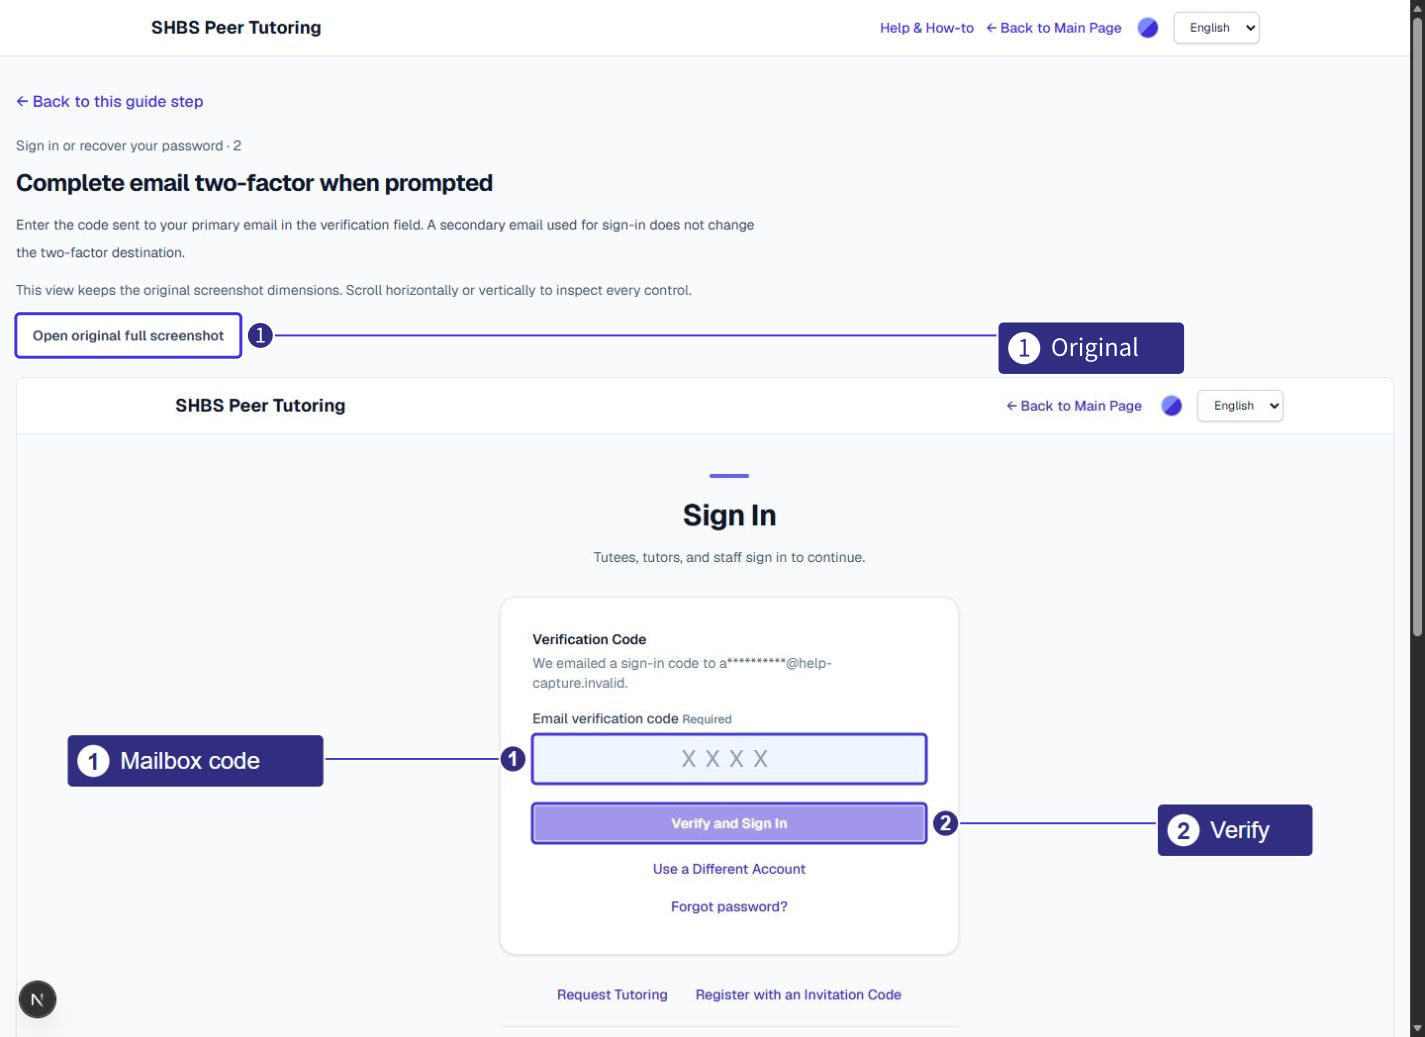 SHBS Peer Tutoring
Help & How-to
← Back to Main Page
English
← Back to this guide step
Sign in or recover your password · 2
Complete email two-factor when prompted
Enter the code sent to your primary email in the verification field. A secondary email used for sign-in does not change
the two-factor destination.
This view keeps the original screenshot dimensions. Scroll horizontally or vertically to inspect every control.
Open original full screenshot
1
1 Original
SHBS Peer Tutoring
← Back to Main Page
English
Sign In
Tutees, tutors, and staff sign in to continue.
Verification Code
We emailed a sign-in code to a**********@help-
capture.invalid.
Email verification code Required
1 Mailbox code
1
X X X X
Verify and Sign In
2
2 Verify
Use a Different Account
Forgot password?
N
Request Tutoring
Register with an Invitation Code